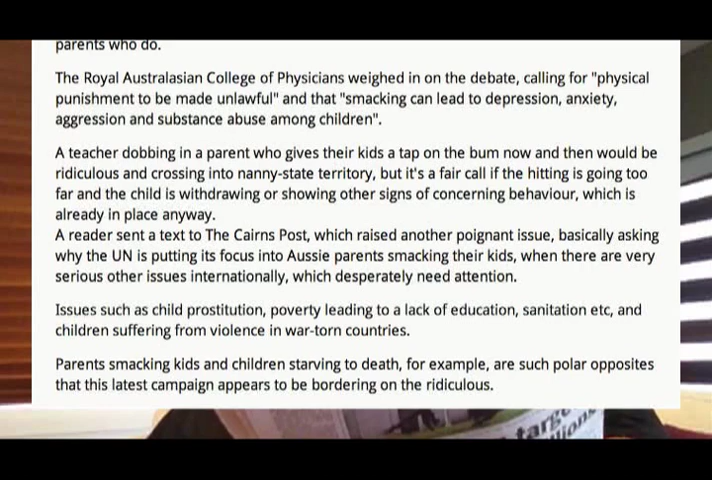 parents who do.
The Royal Australasian College of Physicians weighed in on the debate, calling for "physical
punishment to be made unlawful" and that "smacking can lead to depression, anxiety,
aggression and substance abuse among children".
A teacher dobbing in a parent who gives their kids a tap on the bum now and then would be
ridiculous and crossing into nanny-state territory, but it's a fair call if the hitting is going too
far and the child is withdrawing or showing other signs of concerning behaviour, which is
already in place anyway.
A reader sent a text to The Cairns Post, which raised another poignant issue, basically asking
why the UN is putting its focus into Aussie parents smacking their kids, when there are very
serious other issues internationally, which desperately need attention.
Issues such as child prostitution, poverty leading to a lack of education, sanitation etc, and
children suffering from violence in war-torn countries.
Parents smacking kids and children starving to death, for example, are such polar opposites
that this latest campaign appears to be bordering on the ridiculous.